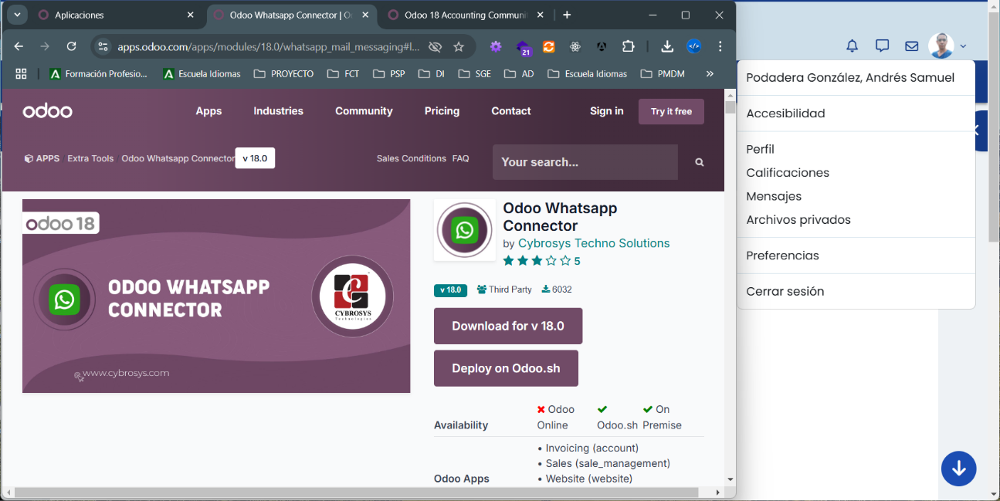 Aplicaciones
Odoo Whatsapp Connector | O
Odoo 18 Accounting Communi
apps.odoo.com/apps/modules/18.0/whatsapp_mail_messaging#l...
21
Formación Profesio...
Escuela Idiomas
PROYECTO
FCT
PSP
DI
SGE
AD
Escuela Idiomas
PMDM
»
odoo
Apps
Industries
Community
Pricing
Contact
Sign in
Try it free
APPS
Extra Tools
Odoo Whatsapp Connector
v 18.0
Sales Conditions
FAQ
Your search...
odoo 18
ODOO WHATSAPP
CONNECTOR
CYBROSYS
Technologies
www.cybrosys.com
Odoo Whatsapp
Connector
by Cybrosys Techno Solutions
5
v 18.0
Third Party
6032
Download for v 18.0
Deploy on Odoo.sh
Availability
Odoo
Online
Odoo.sh
On
Premise
Odoo Apps
• Invoicing (account)
• Sales (sale_management)
• Website (website)
Podadera González, Andrés Samuel
Accesibilidad
Perfil
Calificaciones
Mensajes
Archivos privados
Preferencias
Cerrar sesión